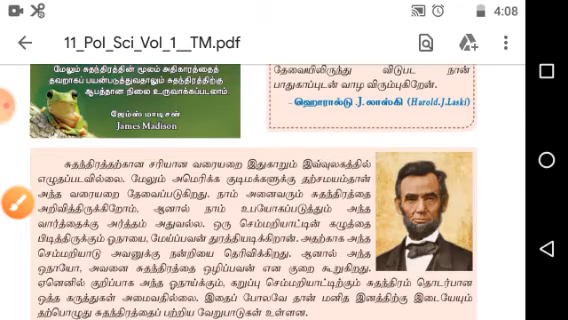 4:08
11_Pol_Sci_Vol_1__TM.pdf
மேலும் சுதந்திரத்தின் மூலம் அதிகாரத்தைத்
தவறாகப் பயன்படுத்துவதாலும் சுதந்திரத்திற்கு
ஆபத்தான நிலை உருவாக்கப்படலாம்.
ஜேம்ஸ் மாடிசன்
James Madison
தேவையிலிருந்து விடுபட நான்
பாதுகாப்புடன் வாழ விரும்புகிறேன்.
- ஹொரால்டு J.லாஸ்கி (Harold.J.Laski)
சுதந்திரத்தற்கான சரியான வரையறை இதுகாறும் இவ்வுலகத்தில்
எழுதப்படவில்லை. மேலும் அமெரிக்க குடிமக்களுக்கு தற்சமயம்தான்
அந்த வரையறை தேவைப்படுகிறது. நாம் அனைவரும் சுதந்திரத்தை
அறிவித்திருக்கிறோம், ஆனால் நாம் உபயோகப்படுத்தும் அந்த
வார்த்தைக்கு அர்த்தம் அதுவல்ல. ஒரு செம்மறியாட்டின் கழுத்தை
பிடித்திருக்கும் ஓநாயை, மேய்ப்பவன் துரத்தியடிக்கிறான். அதற்காக அந்த
செம்மறியாடு அவனுக்கு நன்றியை தெரிவிக்கிறது. ஆனால் அந்த
ஒநாயோ, அவனை சுதந்திரத்தை ஒழிப்பவன் என குறை கூறுகிறது.
ஏனெனில் குறிப்பாக அந்த ஓநாய்க்கும், கறுப்பு செம்மறியாட்டிற்கும் சுதந்திரம் தொடர்பான
ஒத்த கருத்துகள் அமைவதில்லை. இதைப் போலவே தான் மனித இனத்திற்கு இடையேயும்
தற்பொழுது சுதந்திரத்தைப் பற்றிய வேறுபாடுகள் உள்ளன.